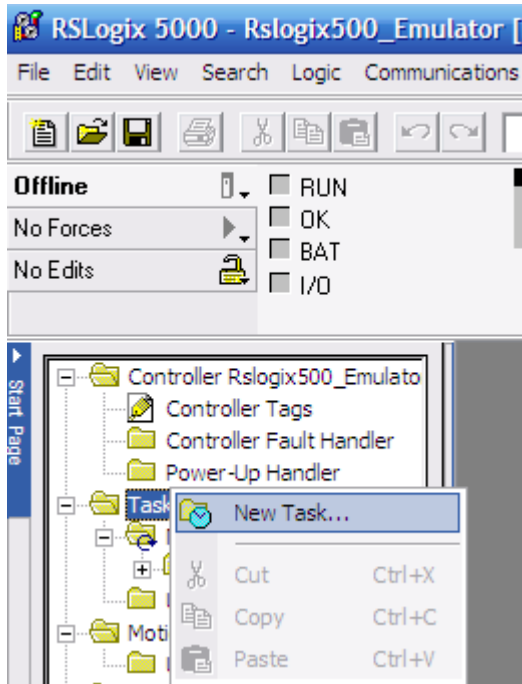 RSLogix 5000 - Rslogix500_Emulator [
File Edit View Search Logic Communications
Offline
RUN
No Forces
OK
BAT
No Edits
I/O
Start Page
Controller Rslogix500_Emulato
Controller Tags
Controller Fault Handler
Power-Up Handler
Task
New Task...
Cut Ctrl+X
Moti
Copy Ctrl+C
Paste Ctrl+V